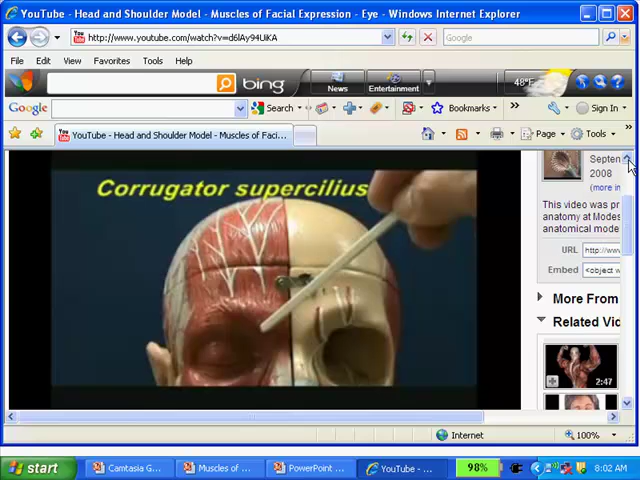 YouTube - Head and Shoulder Model - Muscles of Facial Expression - Eye - Windows Internet Explorer
http://www.youtube.com/watch?v=d6lAy94UiKA
Google
File Edit View Favorites Tools Help
bing News Entertainment 48°F
Google Search Bookmarks Sign In
YouTube - Head and Shoulder Model - Muscles of Faci... Page Tools
Corrugator supercilius
Septem
2008
(more in
This video was pr
anatomy at Modes
anatomical mode
URL http://ww
Embed <object w
More From
Related Vid
2:47
Internet 100%
start Camtasia G... Muscles of ... PowerPoint ... YouTube - ... 98% 8:02 AM